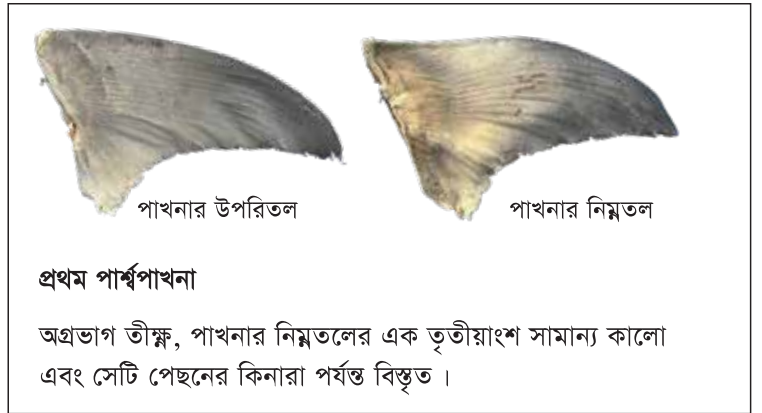 পাখনার উপরিতল পাখনার নিম্নতল
প্রথম পার্শ্বপাখনা
অগ্রভাগ তীক্ষ্ণ, পাখনার নিম্নতলের এক তৃতীয়াংশ সামান্য কালো
এবং সেটি পেছনের কিনারা পর্যন্ত বিস্তৃত ।